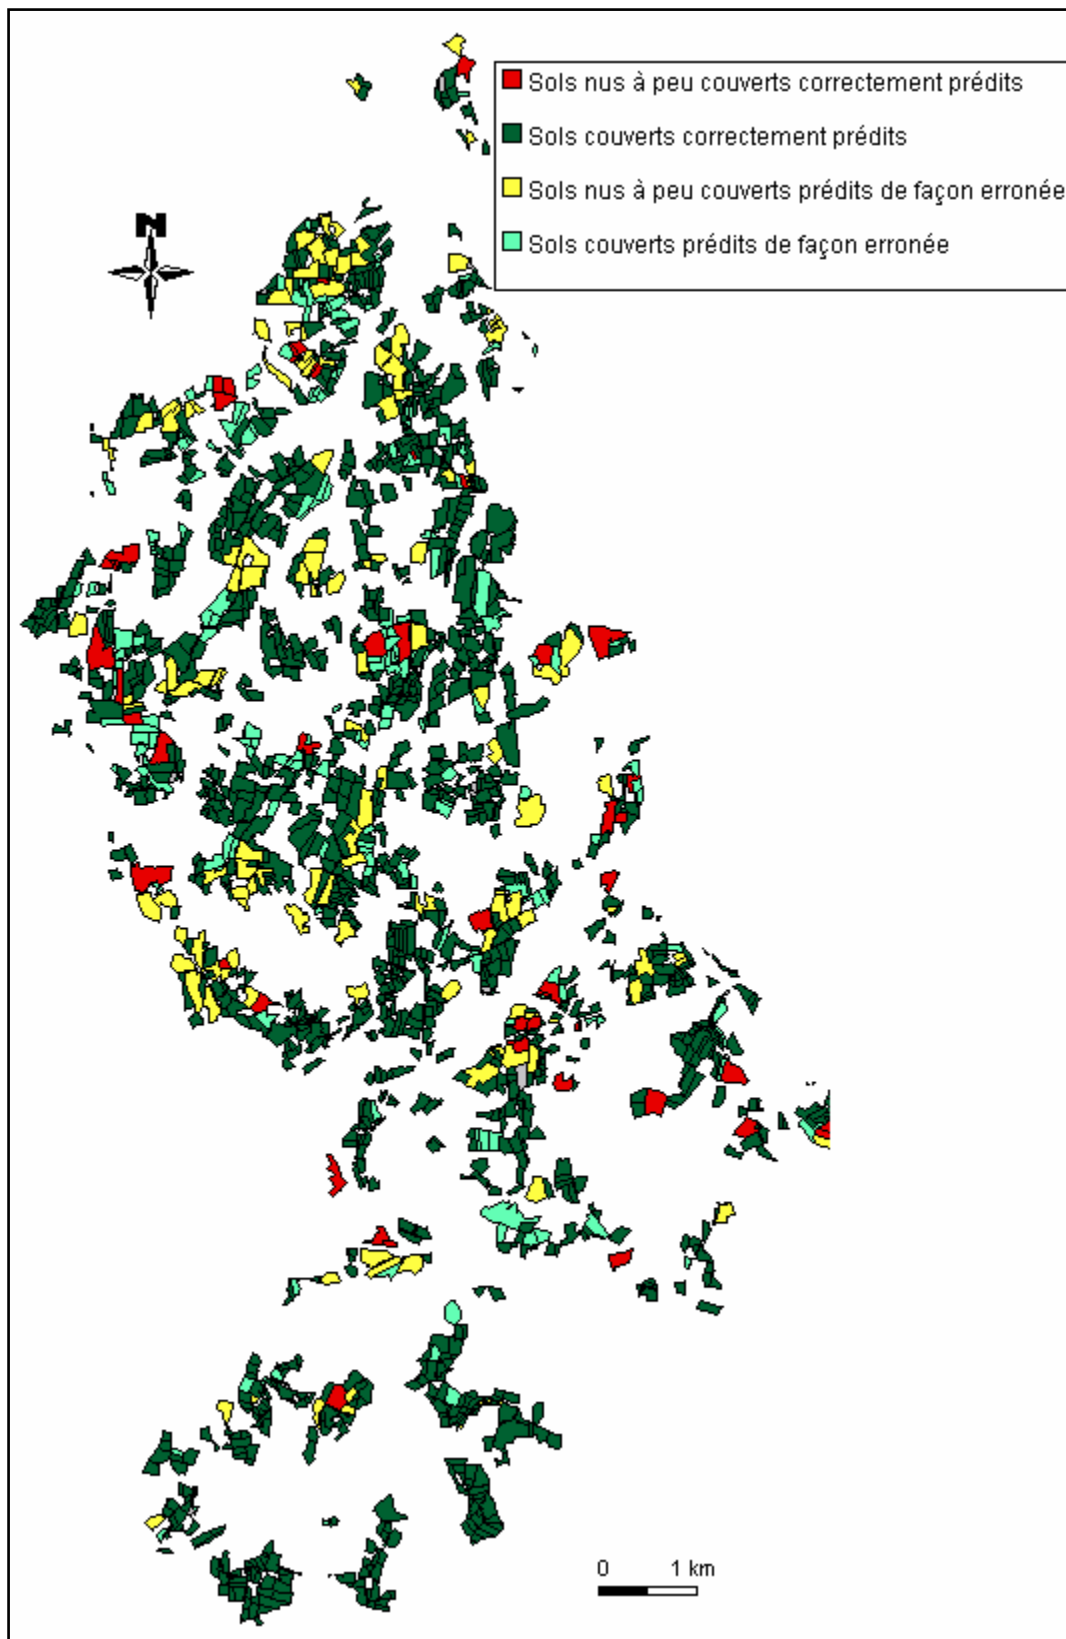 Sols nus à peu couverts correctement prédits
Sols couverts correctement prédits
Sols nus à peu couverts prédits de façon erronée
Sols couverts prédits de façon erronée
N
0 1 km